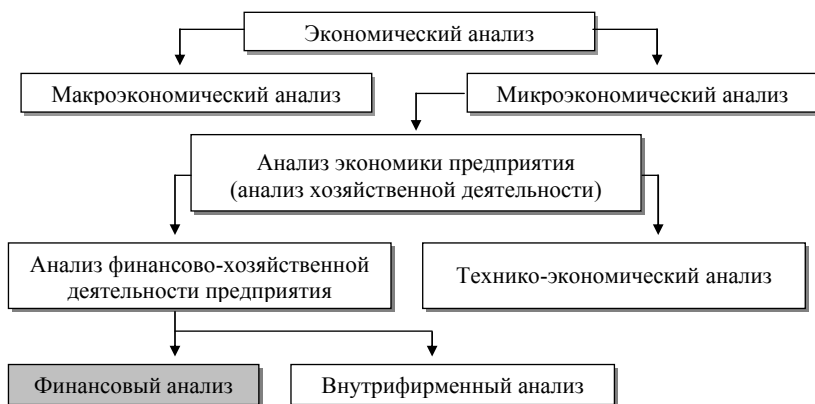 Экономический анализ
Макроэкономический анализ
Микроэкономический анализ
Анализ экономики предприятия
(анализ хозяйственной деятельности)
Анализ финансово-хозяйственной
деятельности предприятия
Технико-экономический анализ
Финансовый анализ
Внутрифирменный анализ